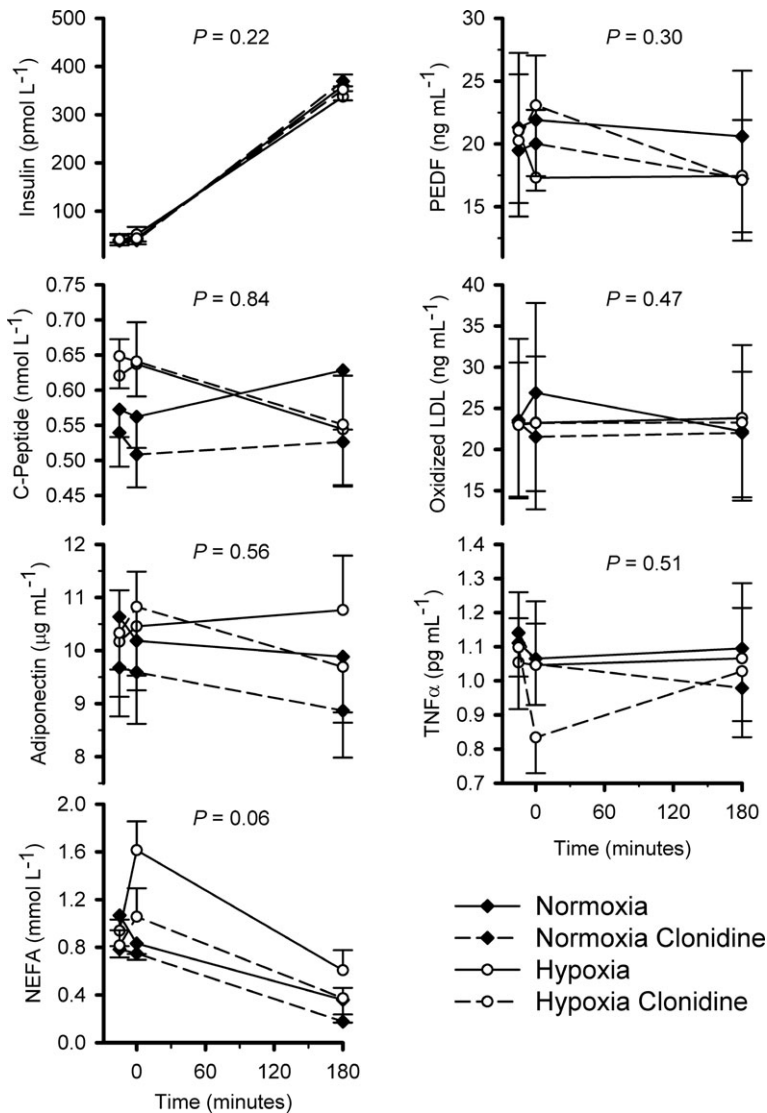 500
400
300
200
100
Insulin (pmol L⁻¹)
P = 0.22
0.75
0.70
0.65
0.60
0.55
0.50
0.45
C-Peptide (nmol L⁻¹)
P = 0.84
12
11
10
9
8
Adiponectin (µg mL⁻¹)
P = 0.56
2.0
1.6
1.2
0.8
0.4
0.0
NEFA (mmol L⁻¹)
P = 0.06
0 60 120 180
Time (minutes)
30
25
20
15
PEDF (ng mL⁻¹)
P = 0.30
40
35
30
25
20
15
Oxidized LDL (ng mL⁻¹)
P = 0.47
1.4
1.3
1.2
1.1
1.0
0.9
0.8
0.7
TNFα (pg mL⁻¹)
P = 0.51
0 60 120 180
Time (minutes)
Normoxia
Normoxia Clonidine
Hypoxia
Hypoxia Clonidine